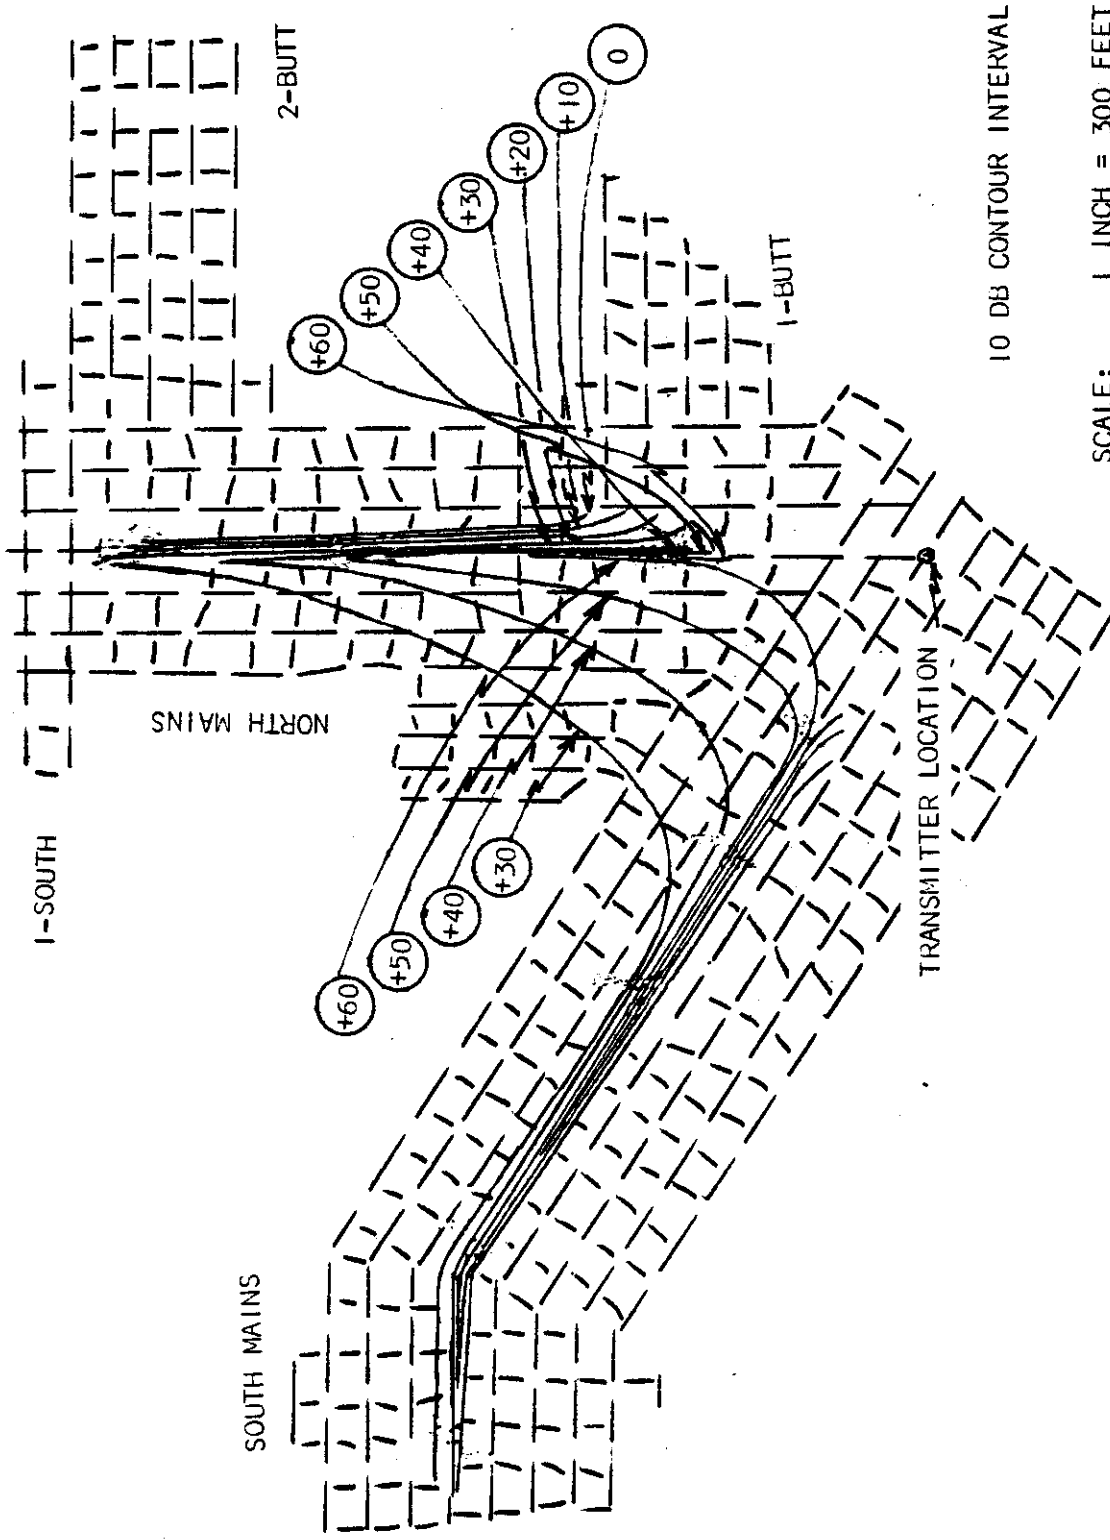 1-SOUTH
2-BUTT
NORTH MAINS
+60
+50
+40
+30
+20
+10
0
1-BUTT
+60
+50
+40
+30
SOUTH MAINS
TRANSMITTER LOCATION
10 DB CONTOUR INTERVAL
SCALE: 1 INCH = 300 FEET